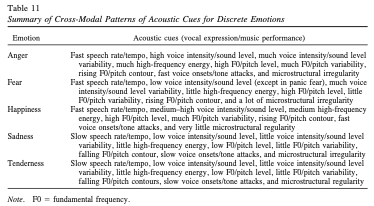 Table 11
Summary of Cross-Modal Patterns of Acoustic Cues for Discrete Emotions
Emotion Acoustic cues (vocal expression/music performance)
Anger Fast speech rate/tempo, high voice intensity/sound level, much voice intensity/sound level
variability, much high-frequency energy, high F0/pitch level, much F0/pitch variability,
rising F0/pitch contour, fast voice onsets/tone attacks, and microstructural irregularity
Fear Fast speech rate/tempo, low voice intensity/sound level (except in panic fear), much voice
intensity/sound level variability, little high-frequency energy, high F0/pitch level, little
F0/pitch variability, rising F0/pitch contour, and a lot of microstructural irregularity
Happiness Fast speech rate/tempo, medium–high voice intensity/sound level, medium high-frequency
energy, high F0/pitch level, much F0/pitch variability, rising F0/pitch contour, fast
voice onsets/tone attacks, and very little microstructural regularity
Sadness Slow speech rate/tempo, low voice intensity/sound level, little voice intensity/sound level
variability, little high-frequency energy, low F0/pitch level, little F0/pitch variability,
falling F0/pitch contour, slow voice onsets/tone attacks, and microstructural irregularity
Tenderness Slow speech rate/tempo, low voice intensity/sound level, little voice intensity/sound level
variability, little high-frequency energy, low F0/pitch level, little F0/pitch variability,
falling F0/pitch contours, slow voice onsets/tone attacks, and microstructural regularity
Note. F0 = fundamental frequency.